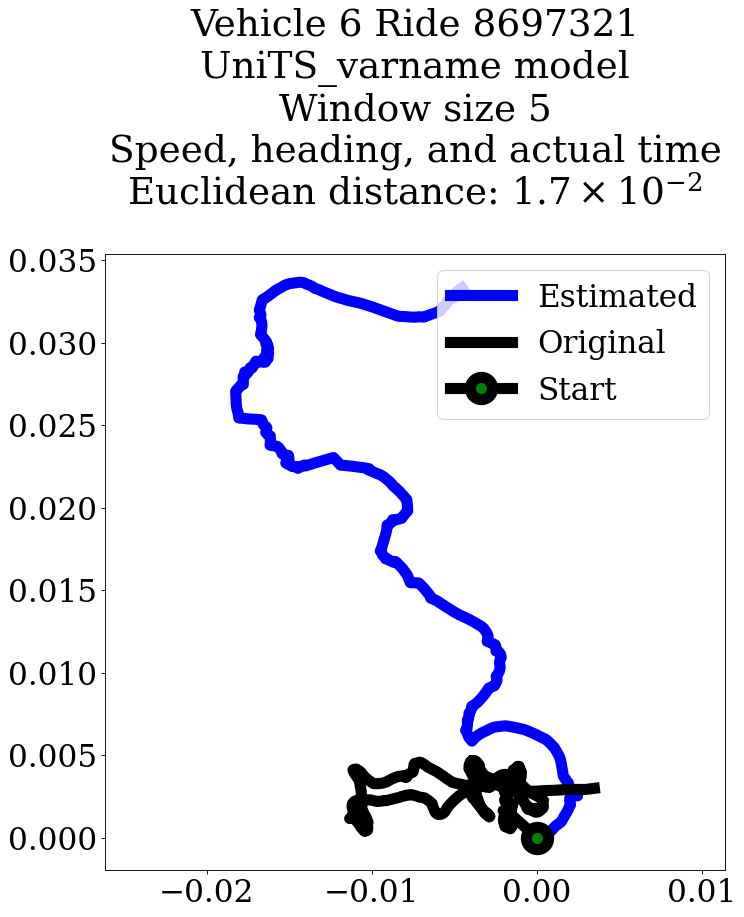 Vehicle 6 Ride 8697321
UniTS_varname model
Window size 5
Speed, heading, and actual time
Euclidean distance: 1.7 × 10⁻²
0.035
0.030
0.025
0.020
0.015
0.010
0.005
0.000
Estimated
Original
Start
−0.02
−0.01
0.00
0.01